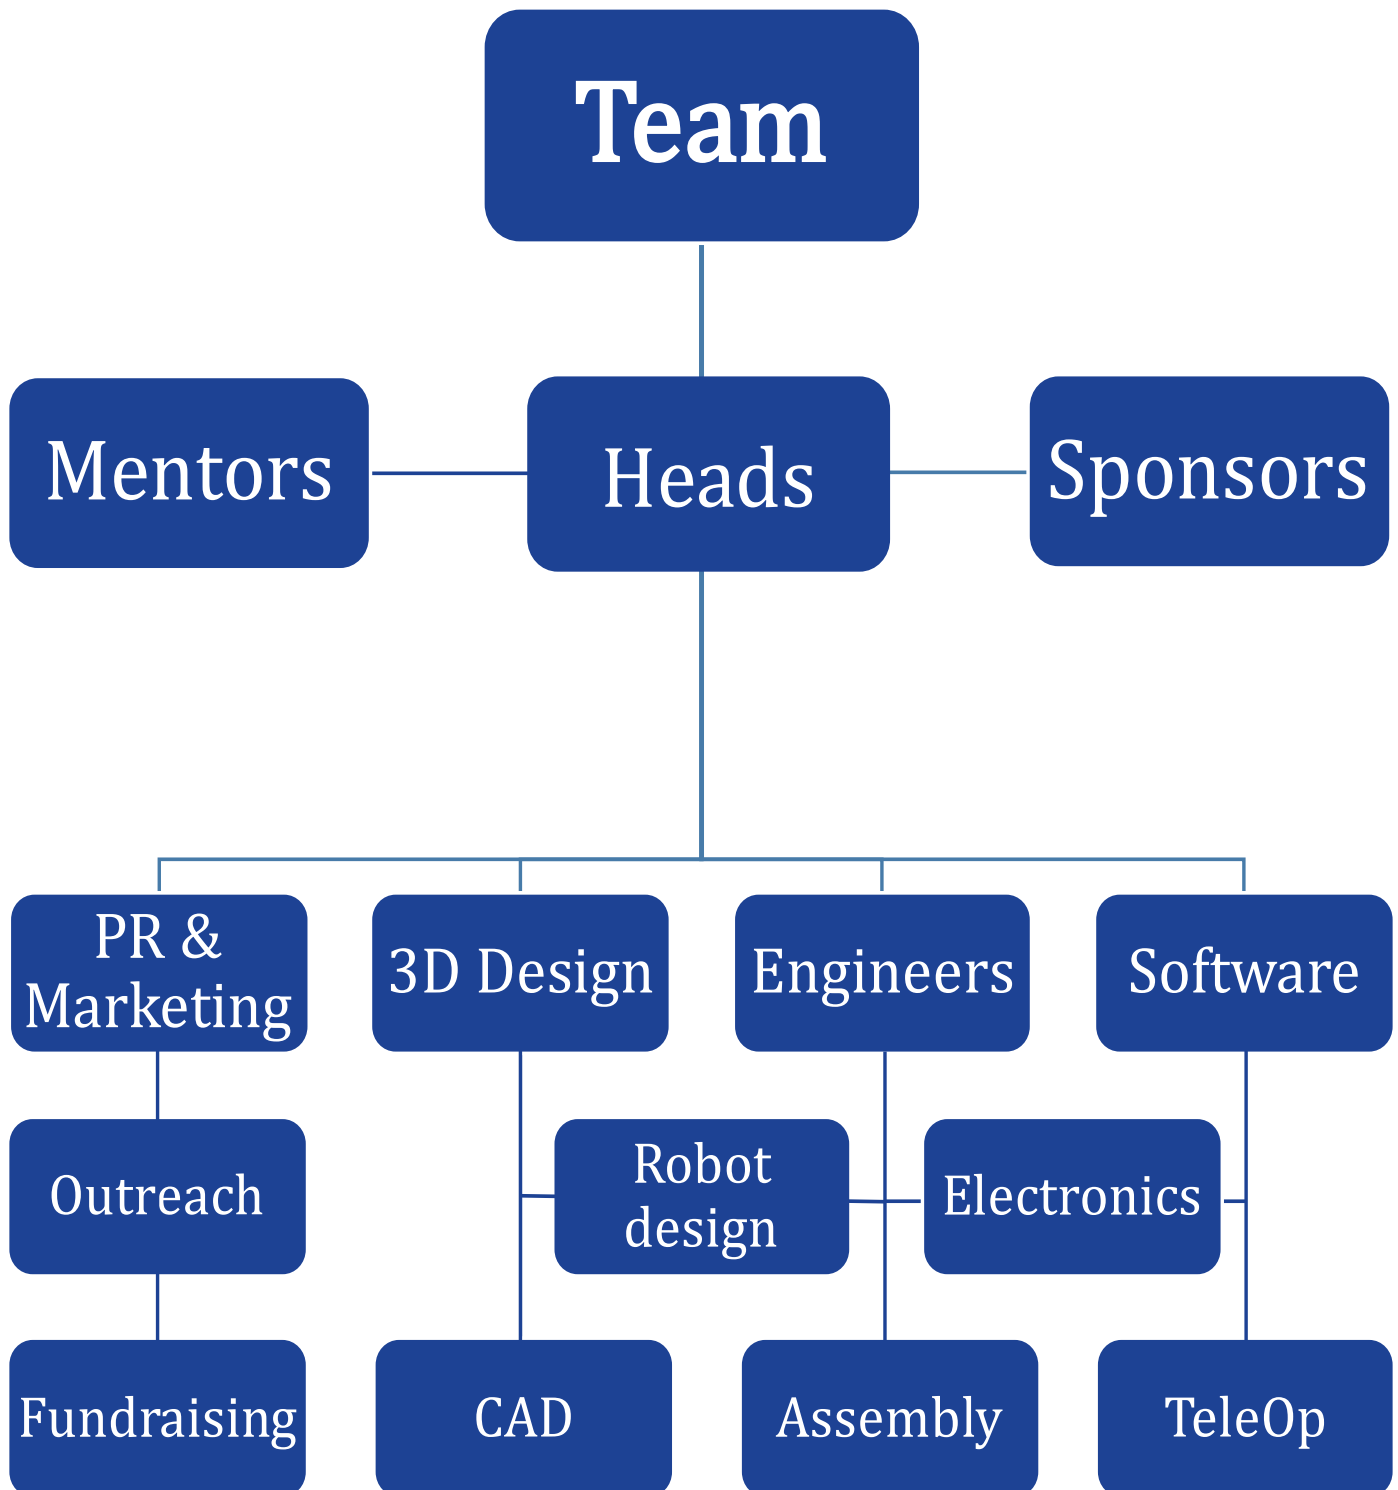 Team
Mentors
Heads
Sponsors
PR &
Marketing
3D Design
Engineers
Software
Outreach
Robot
design
Electronics
Fundraising
CAD
Assembly
TeleOp